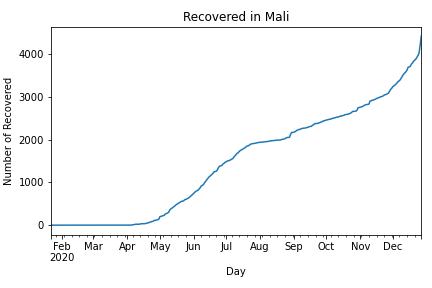 Recovered in Mali
Number of Recovered
4000
3000
2000
1000
0
Feb Mar Apr May Jun Jul Aug Sep Oct Nov Dec
2020
Day